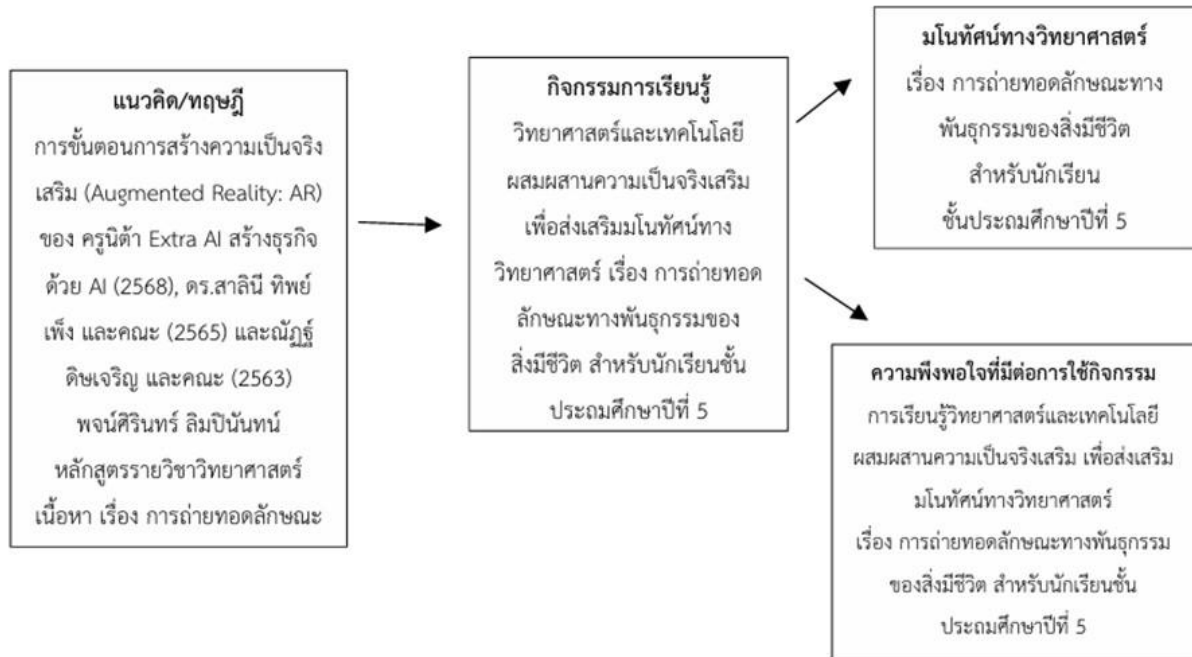 แนวคิด/ทฤษฎี
การขั้นตอนการสร้างความเป็นจริง
เสริม (Augmented Reality: AR)
ของ ครูนิต้า Extra AI สร้างธุรกิจ
ด้วย AI (2568), ดร.สาลินี ทิพย์
เพ็ง และคณะ (2565) และณัฏฐ์
ดิษเจริญ และคณะ (2563)
พจน์ศิรินทร์ ลิมปินันทน์
หลักสูตรรายวิชาวิทยาศาสตร์
เนื้อหา เรื่อง การถ่ายทอดลักษณะ
กิจกรรมการเรียนรู้
วิทยาศาสตร์และเทคโนโลยี
ผสมผสานความเป็นจริงเสริม
เพื่อส่งเสริมมโนทัศน์ทาง
วิทยาศาสตร์ เรื่อง การถ่ายทอด
ลักษณะทางพันธุกรรมของ
สิ่งมีชีวิต สำหรับนักเรียนชั้น
ประถมศึกษาปีที่ 5
มโนทัศน์ทางวิทยาศาสตร์
เรื่อง การถ่ายทอดลักษณะทาง
พันธุกรรมของสิ่งมีชีวิต
สำหรับนักเรียน
ชั้นประถมศึกษาปีที่ 5
ความพึงพอใจที่มีต่อการใช้กิจกรรม
การเรียนรู้วิทยาศาสตร์และเทคโนโลยี
ผสมผสานความเป็นจริงเสริม เพื่อส่งเสริม
มโนทัศน์ทางวิทยาศาสตร์
เรื่อง การถ่ายทอดลักษณะทางพันธุกรรม
ของสิ่งมีชีวิต สำหรับนักเรียนชั้น
ประถมศึกษาปีที่ 5